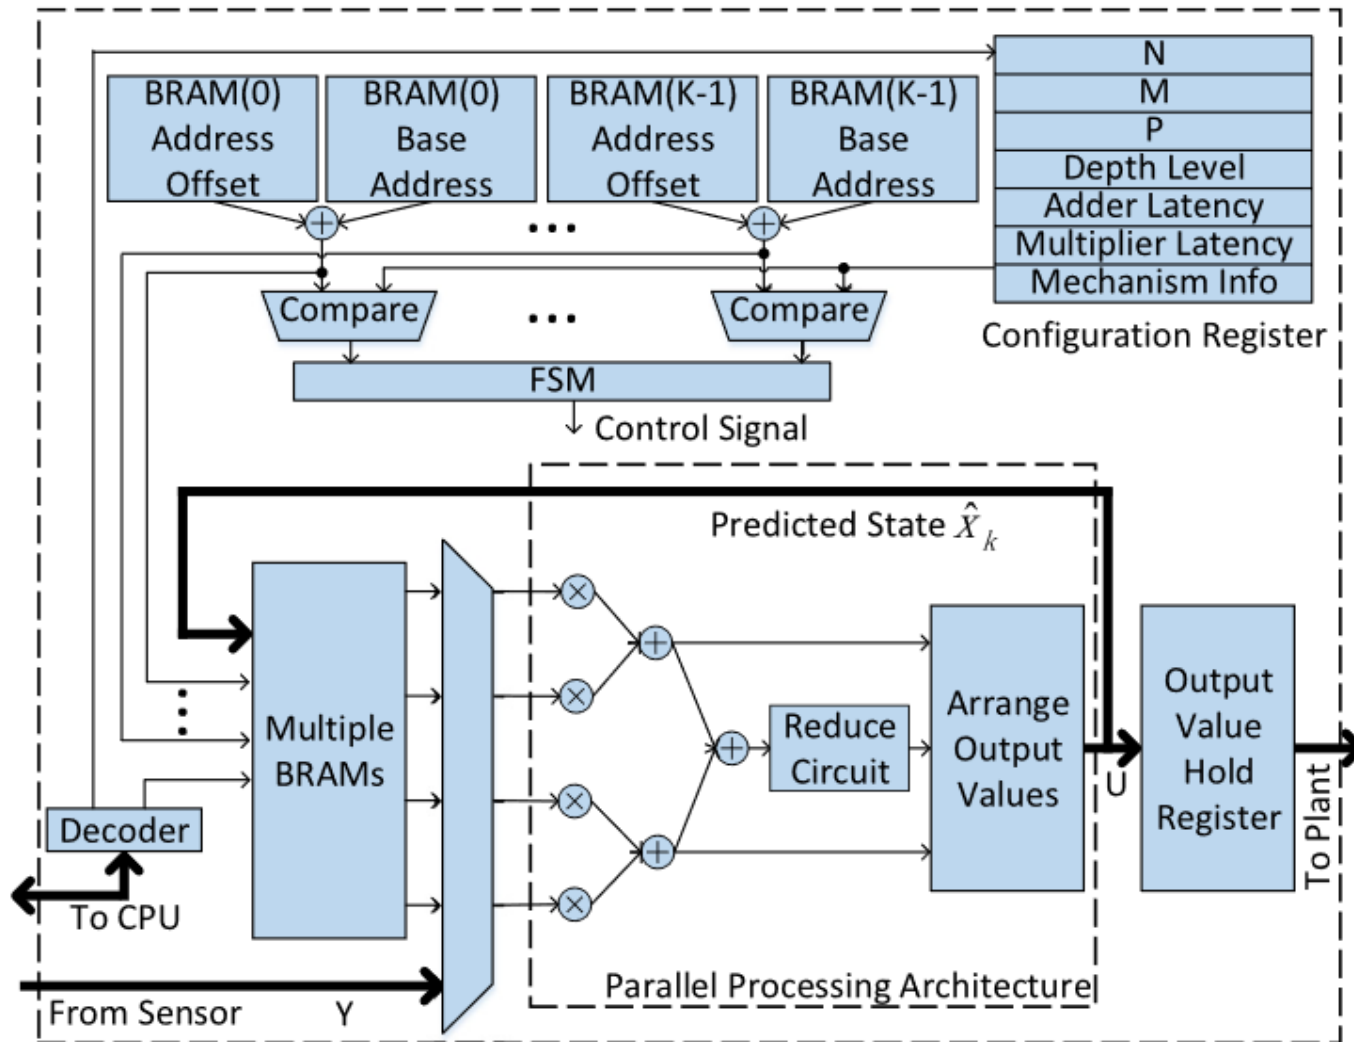 BRAM(0)
Address
Offset
BRAM(0)
Base
Address
BRAM(K-1)
Address
Offset
BRAM(K-1)
Base
Address
N
M
P
Depth Level
Adder Latency
Multiplier Latency
Mechanism Info
Configuration Register
+
...
+
Compare
...
Compare
FSM
Control Signal
Predicted State X̂k
Multiple
BRAMs
×
×
×
×
+
+
+
Reduce
Circuit
Arrange
Output
Values
U
Output
Value
Hold
Register
To Plant
Decoder
To CPU
From Sensor
Y
Parallel Processing Architecture